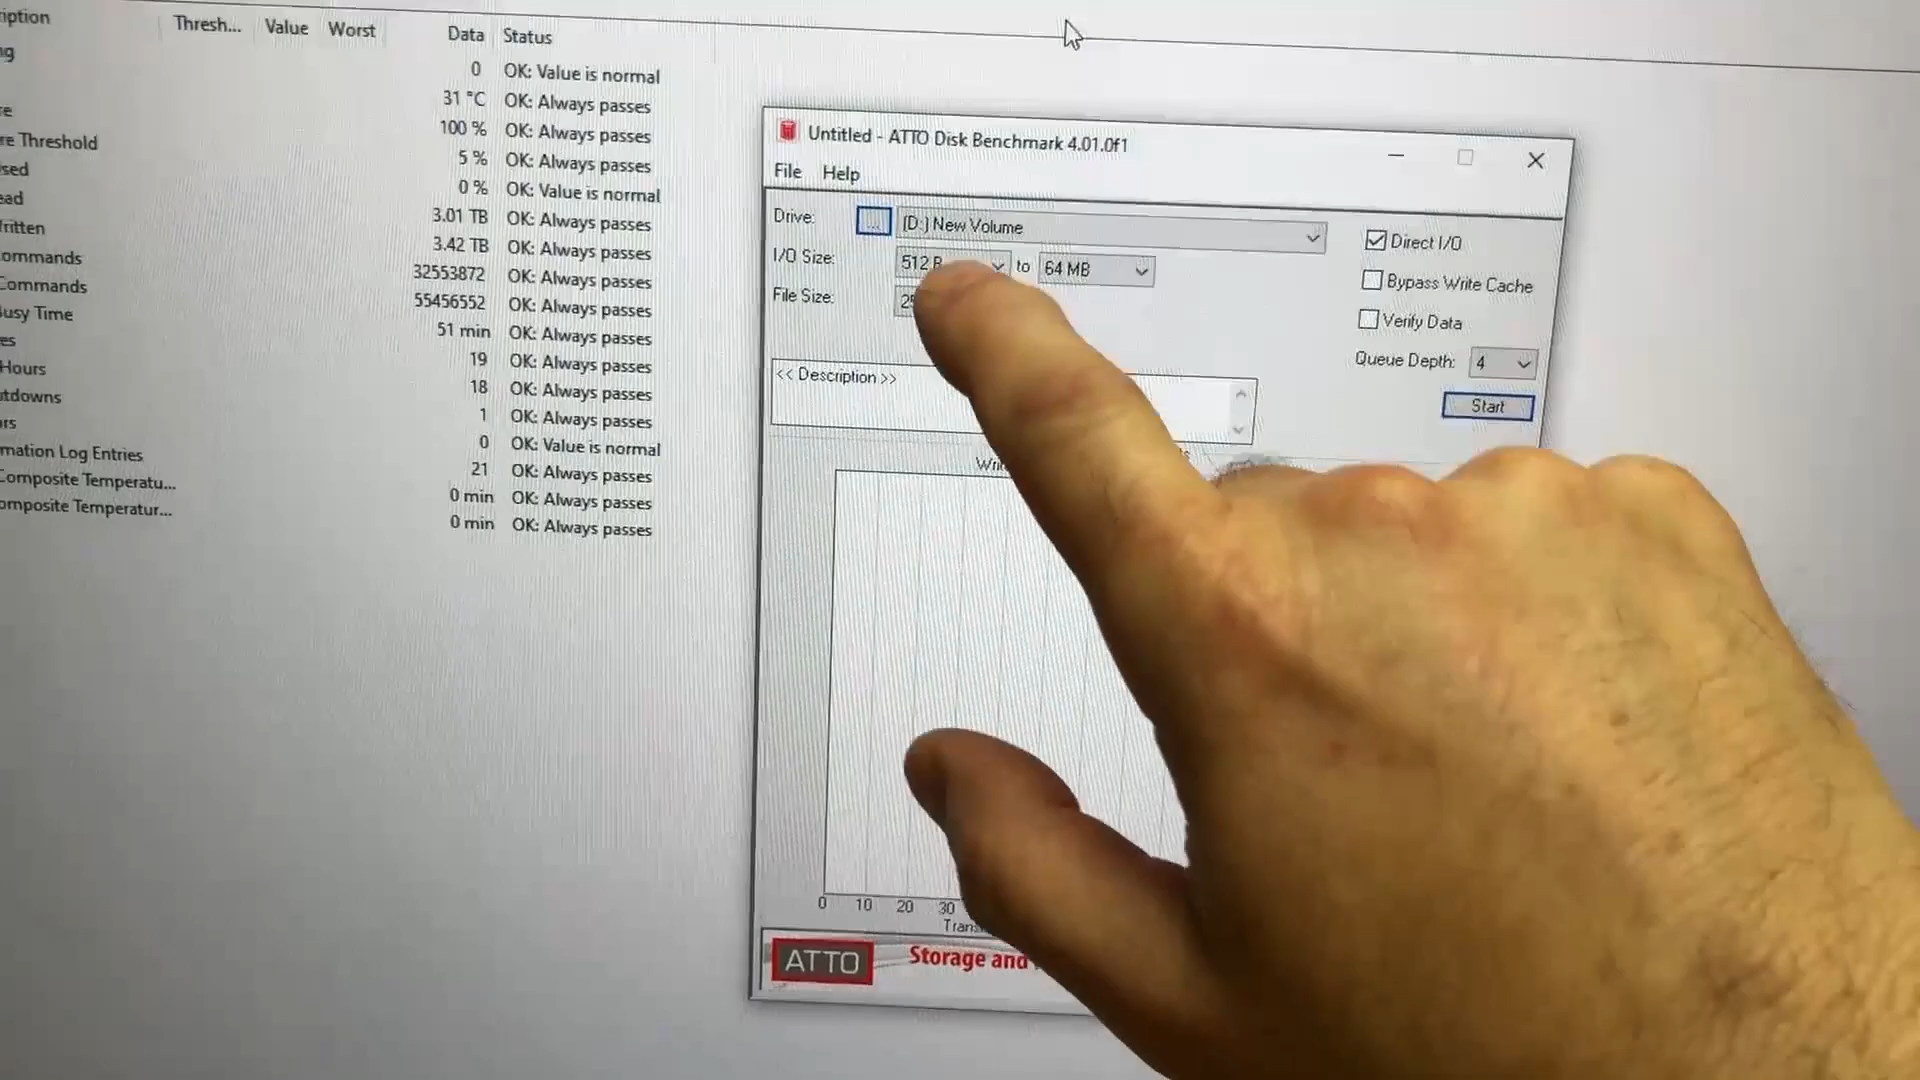 iption Thresh... Value Worst Data Status
ng 0 OK: Value is normal
31 °C OK: Always passes
re 100 % OK: Always passes
re Threshold 5 % OK: Always passes
sed 0 % OK: Value is normal
ead 3.01 TB OK: Always passes
ritten 3.42 TB OK: Always passes
ommands 32553872 OK: Always passes
Commands 55456552 OK: Always passes
usy Time 51 min OK: Always passes
es 19 OK: Always passes
Hours 18 OK: Always passes
tdowns 1 OK: Always passes
rs 0 OK: Value is normal
mation Log Entries 21 OK: Always passes
Composite Temperatu... 0 min OK: Always passes
omposite Temperatur... 0 min OK: Always passes
Untitled - ATTO Disk Benchmark 4.01.0f1
File Help
Drive: ... [D:] New Volume
I/O Size: 512 B to 64 MB
File Size:
Direct I/O
Bypass Write Cache
Verify Data
Queue Depth: 4
Start
<< Description >>
0 10 20 30
ATTO Storage and